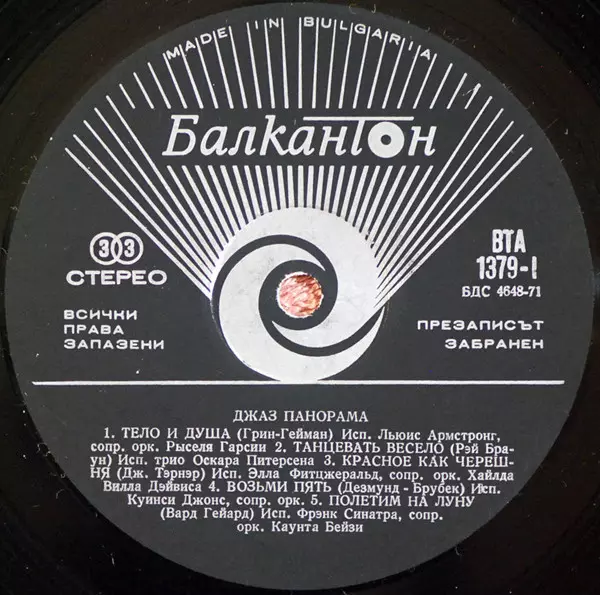 MADE IN BULGARIA
Балкантон
33
СТЕРЕО
ВСИЧКИ
ПРАВА
ЗАПАЗЕНИ
ВТА
1379-I
БДС 4648-71
ПРЕЗАПИСЪТ
ЗАБРАНЕН
ДЖАЗ ПАНОРАМА
1. ТЕЛО И ДУША (Грин-Гейман) Исп. Льюис Армстронг,
сопр. орк. Рыселя Гарсии 2. ТАНЦЕВАТЬ ВЕСЕЛО (Рэй Бра-
ун) Исп. трио Оскара Питерсена 3. КРАСНОЕ КАК ЧЕРЕШ-
НЯ (Дж. Тэрнэр) Исп. Элла Фитцджеральд, сопр. орк. Хайлда
Вилла Дэйвиса 4. ВОЗЬМИ ПЯТЬ (Дезмунд - Брубек) Исп.
Куинси Джонс, сопр. орк. 5. ПОЛЕТИМ НА ЛУНУ
(Вард Гейард) Исп. Фрэнк Синатра, сопр.
орк. Каунта Бейзи